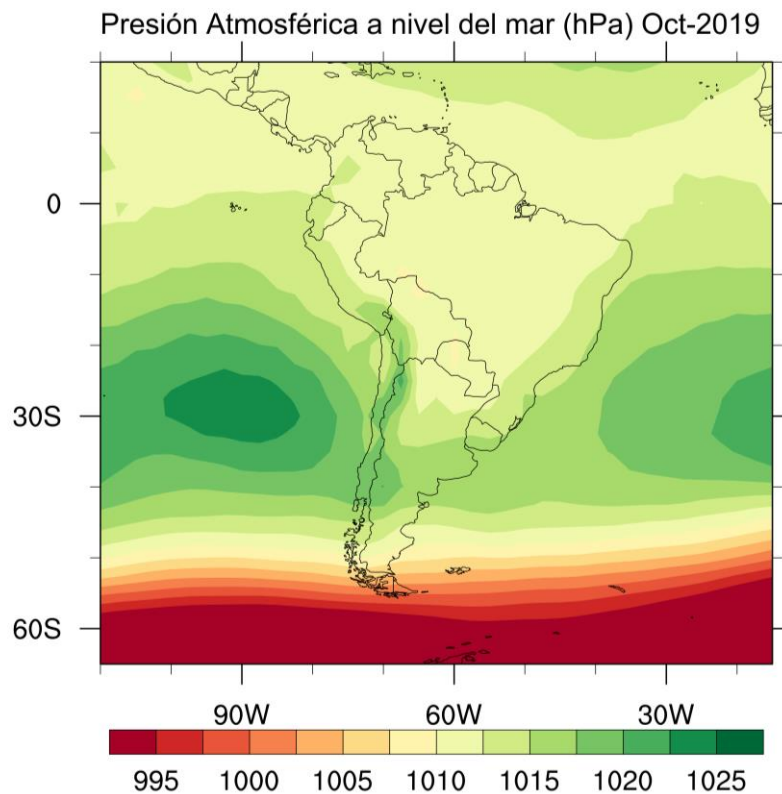 Presión Atmosférica a nivel del mar (hPa) Oct-2019
0
30S
60S
90W 60W 30W
995 1000 1005 1010 1015 1020 1025